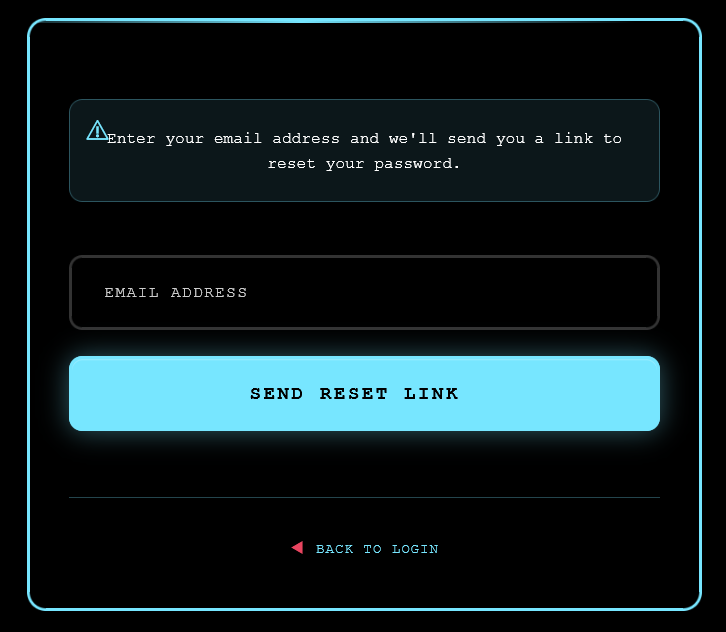 Enter your email address and we'll send you a link to
reset your password.
EMAIL ADDRESS
SEND RESET LINK
BACK TO LOGIN